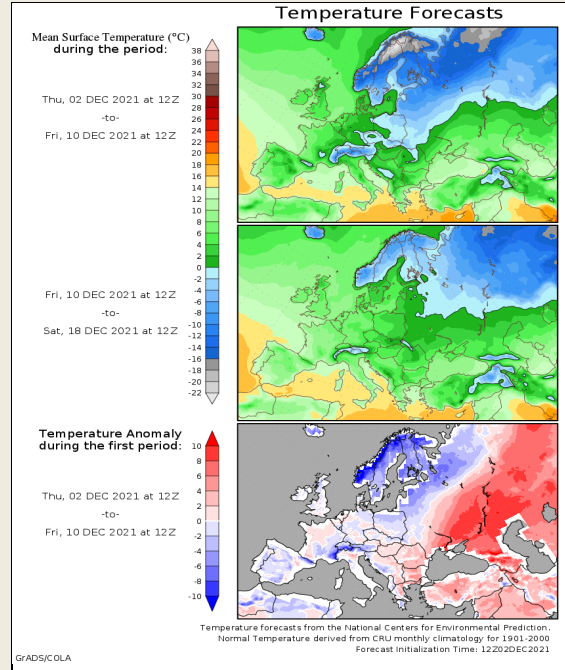 Temperature Forecasts
Mean Surface Temperature (°C)
during the period:
Thu, 02 DEC 2021 at 12Z
-to-
Fri, 10 DEC 2021 at 12Z
38
36
34
32
30
28
26
24
22
20
18
16
14
12
10
8
6
4
2
0
-2
-4
-6
-8
-10
-12
-14
-16
-18
-20
-22
Fri, 10 DEC 2021 at 12Z
-to-
Sat, 18 DEC 2021 at 12Z
Temperature Anomaly
during the first period:
Thu, 02 DEC 2021 at 12Z
-to-
Fri, 10 DEC 2021 at 12Z
10
8
6
4
2
0
-2
-4
-6
-8
-10
Temperature forecasts from the National Centers for Environmental Prediction.
Normal Temperature derived from CRU monthly climatology for 1901-2000
Forecast Initialization Time: 12Z02DEC2021
GrADS/COLA